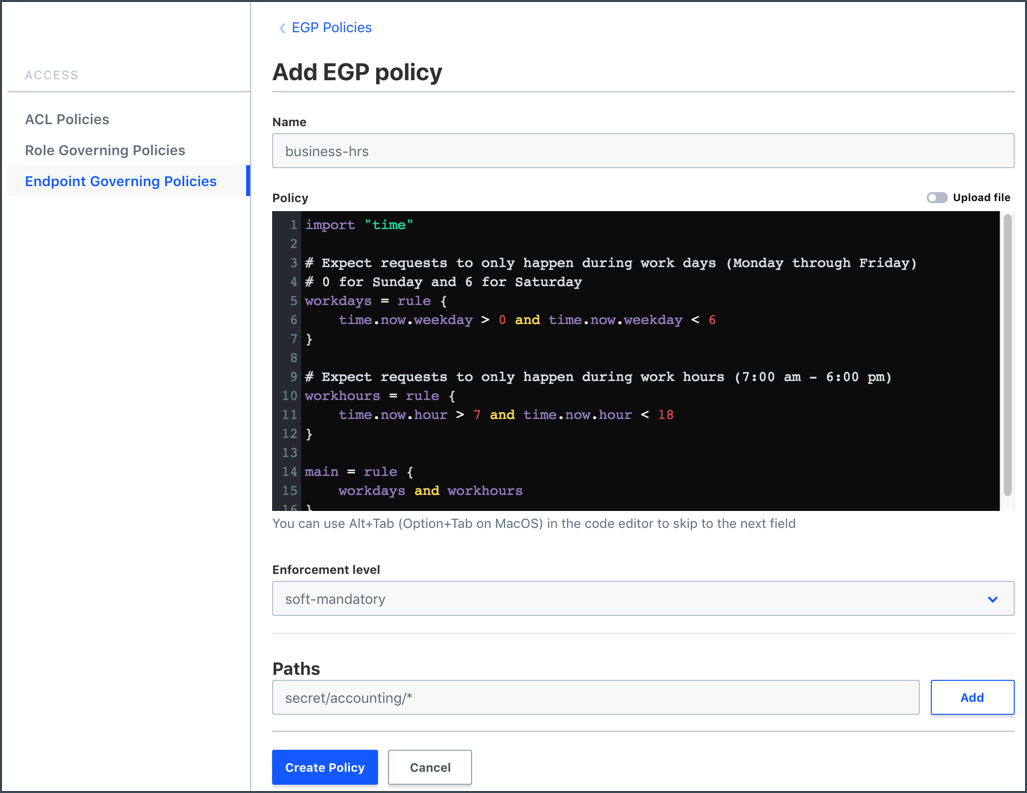 EGP Policies
ACCESS
ACL Policies
Role Governing Policies
Endpoint Governing Policies
Add EGP policy
Name
business-hrs
Policy
Upload file
1 import "time"
2
3 # Expect requests to only happen during work days (Monday through Friday)
4 # 0 for Sunday and 6 for Saturday
5 workdays = rule {
6     time.now.weekday > 0 and time.now.weekday < 6
7 }
8
9 # Expect requests to only happen during work hours (7:00 am - 6:00 pm)
10 workhours = rule {
11     time.now.hour > 7 and time.now.hour < 18
12 }
13
14 main = rule {
15     workdays and workhours
16 }
You can use Alt+Tab (Option+Tab on MacOS) in the code editor to skip to the next field
Enforcement level
soft-mandatory
Paths
secret/accounting/*
Add
Create Policy
Cancel